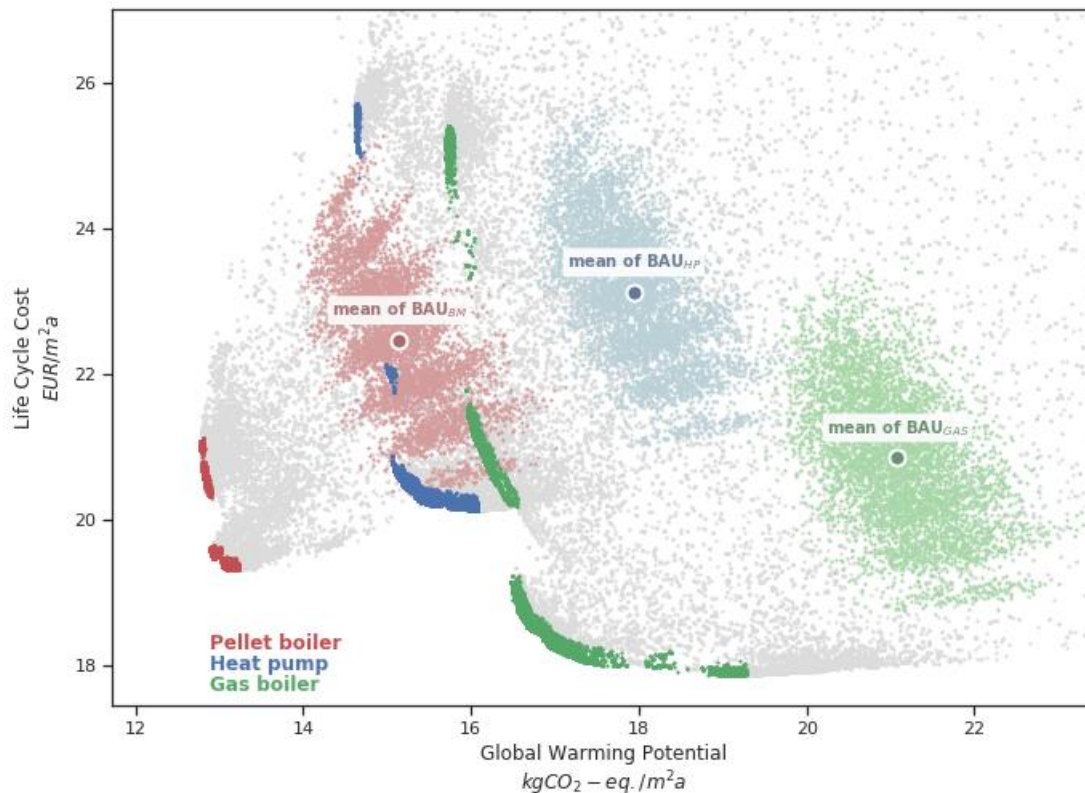 26
24
22
20
18
Life Cycle Cost
EUR/m²a
mean of BAU_HP
mean of BAU_BM
mean of BAU_GAS
Pellet boiler
Heat pump
Gas boiler
12 14 16 18 20 22
Global Warming Potential
kgCO₂ − eq./m²a